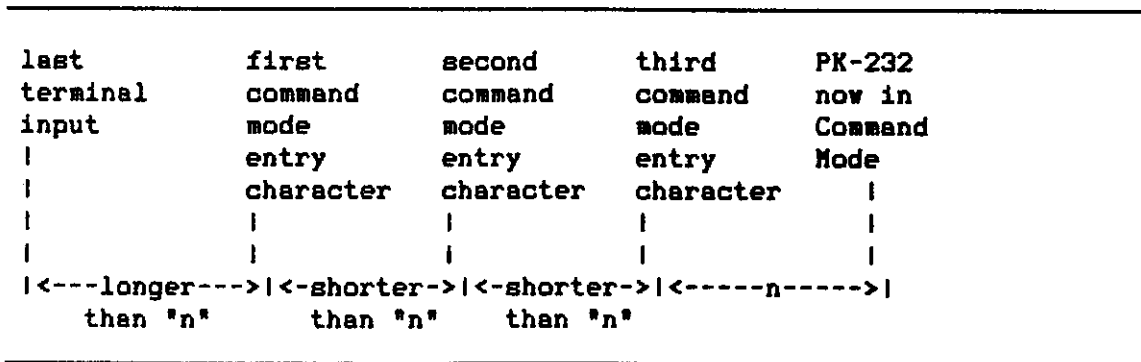 last          first       second      third      PK-232
terminal      command     command     command    now in
input         mode        mode        mode       Command
|             entry       entry       entry      Mode
|             character   character   character     |
|             |           |           |             |
|             |           |           |             |
|<---longer--->|<-shorter->|<-shorter->|<-----n----->|
    than "n"      than "n"    than "n"